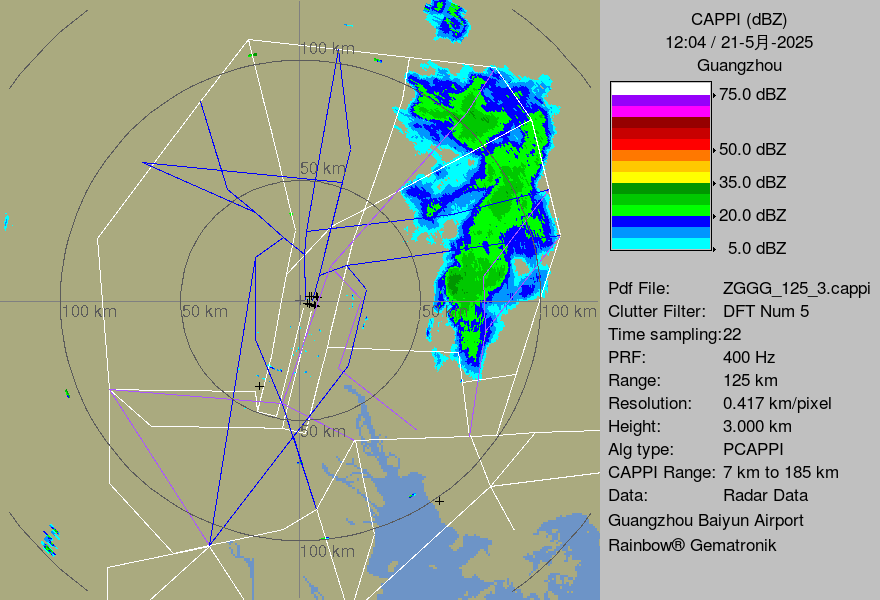 CAPPI (dBZ)
12:04 / 21-5月-2025
Guangzhou
75.0 dBZ
50.0 dBZ
35.0 dBZ
20.0 dBZ
5.0 dBZ
Pdf File: ZGGG_125_3.cappi
Clutter Filter: DFT Num 5
Time sampling:22
PRF: 400 Hz
Range: 125 km
Resolution: 0.417 km/pixel
Height: 3.000 km
Alg type: PCAPPI
CAPPI Range: 7 km to 185 km
Data: Radar Data
Guangzhou Baiyun Airport
Rainbow® Gematronik
100 km
50 km
100 km
50 km
50 km
100 km
50 km
100 km